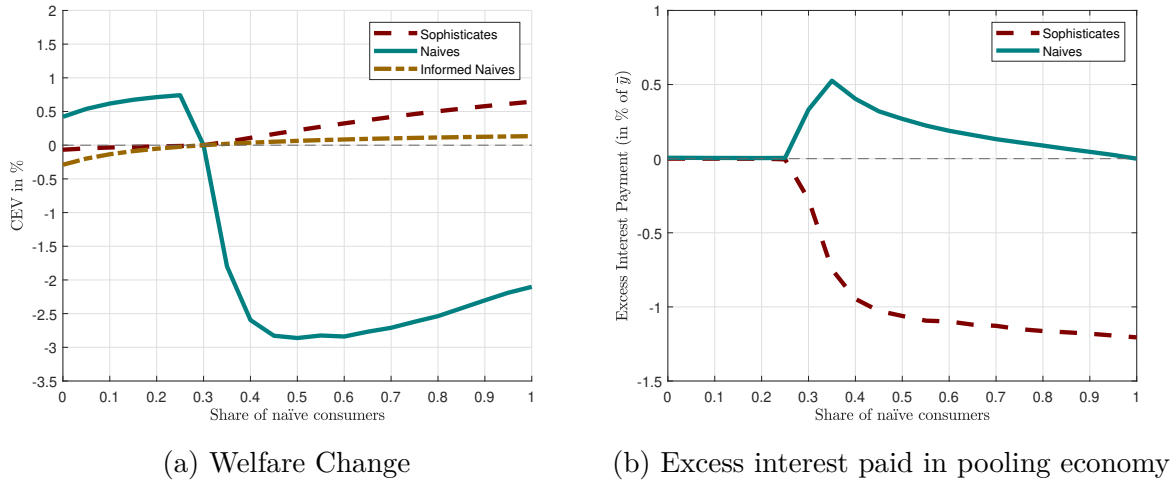 2
1.5
1
0.5
0
-0.5
-1
-1.5
-2
-2.5
-3
-3.5
CEV in %
Sophisticates
Naives
Informed Naives
0 0.1 0.2 0.3 0.4 0.5 0.6 0.7 0.8 0.9 1
Share of naïve consumers
(a) Welfare Change
1
0.5
0
-0.5
-1
-1.5
Excess Interest Payment (in % of ȳ)
Sophisticates
Naives
0 0.1 0.2 0.3 0.4 0.5 0.6 0.7 0.8 0.9 1
Share of naïve consumers
(b) Excess interest paid in pooling economy